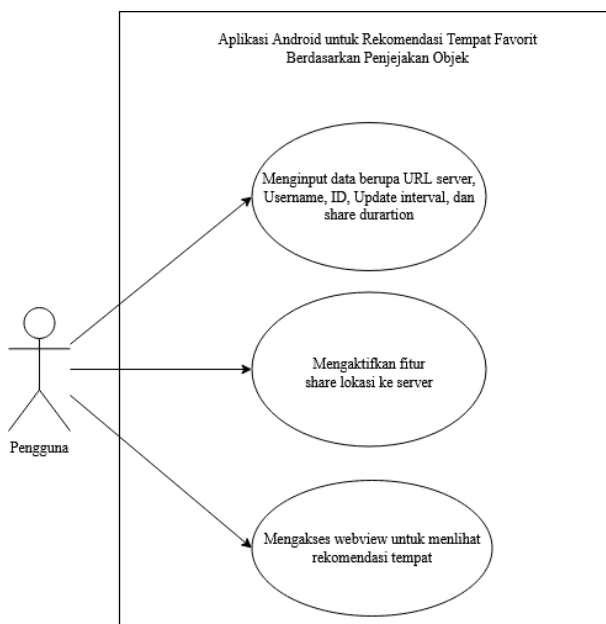 Aplikasi Android untuk Rekomendasi Tempat Favorit
Berdasarkan Penjejakan Objek
Menginput data berupa URL server,
Username, ID, Update interval, dan
share durartion
Mengaktifkan fitur
share lokasi ke server
Pengguna
Mengakses webview untuk menlihat
rekomendasi tempat